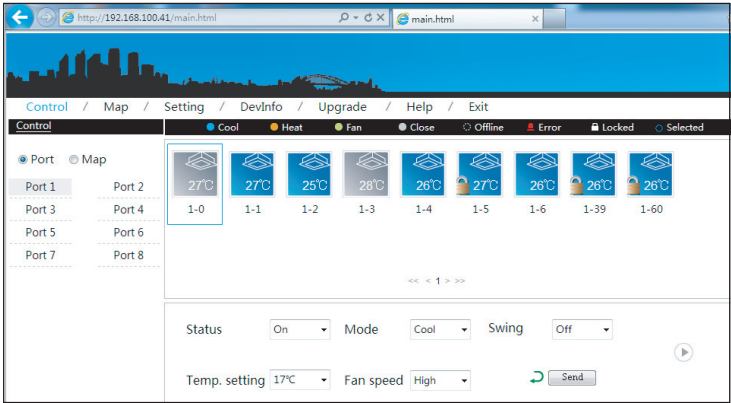 http://192.168.100.41/main.html
main.html
Control / Map / Setting / DevInfo / Upgrade / Help / Exit
Control Cool Heat Fan Close Offline Error Locked Selected
Port Map
Port 1 Port 2
Port 3 Port 4
Port 5 Port 6
Port 7 Port 8
27℃ 27℃ 25℃ 28℃ 26℃ 27℃ 26℃ 26℃ 26℃
1-0 1-1 1-2 1-3 1-4 1-5 1-6 1-39 1-60
<< < 1 > >>
Status On Mode Cool Swing Off
Temp. setting 17℃ Fan speed High Send